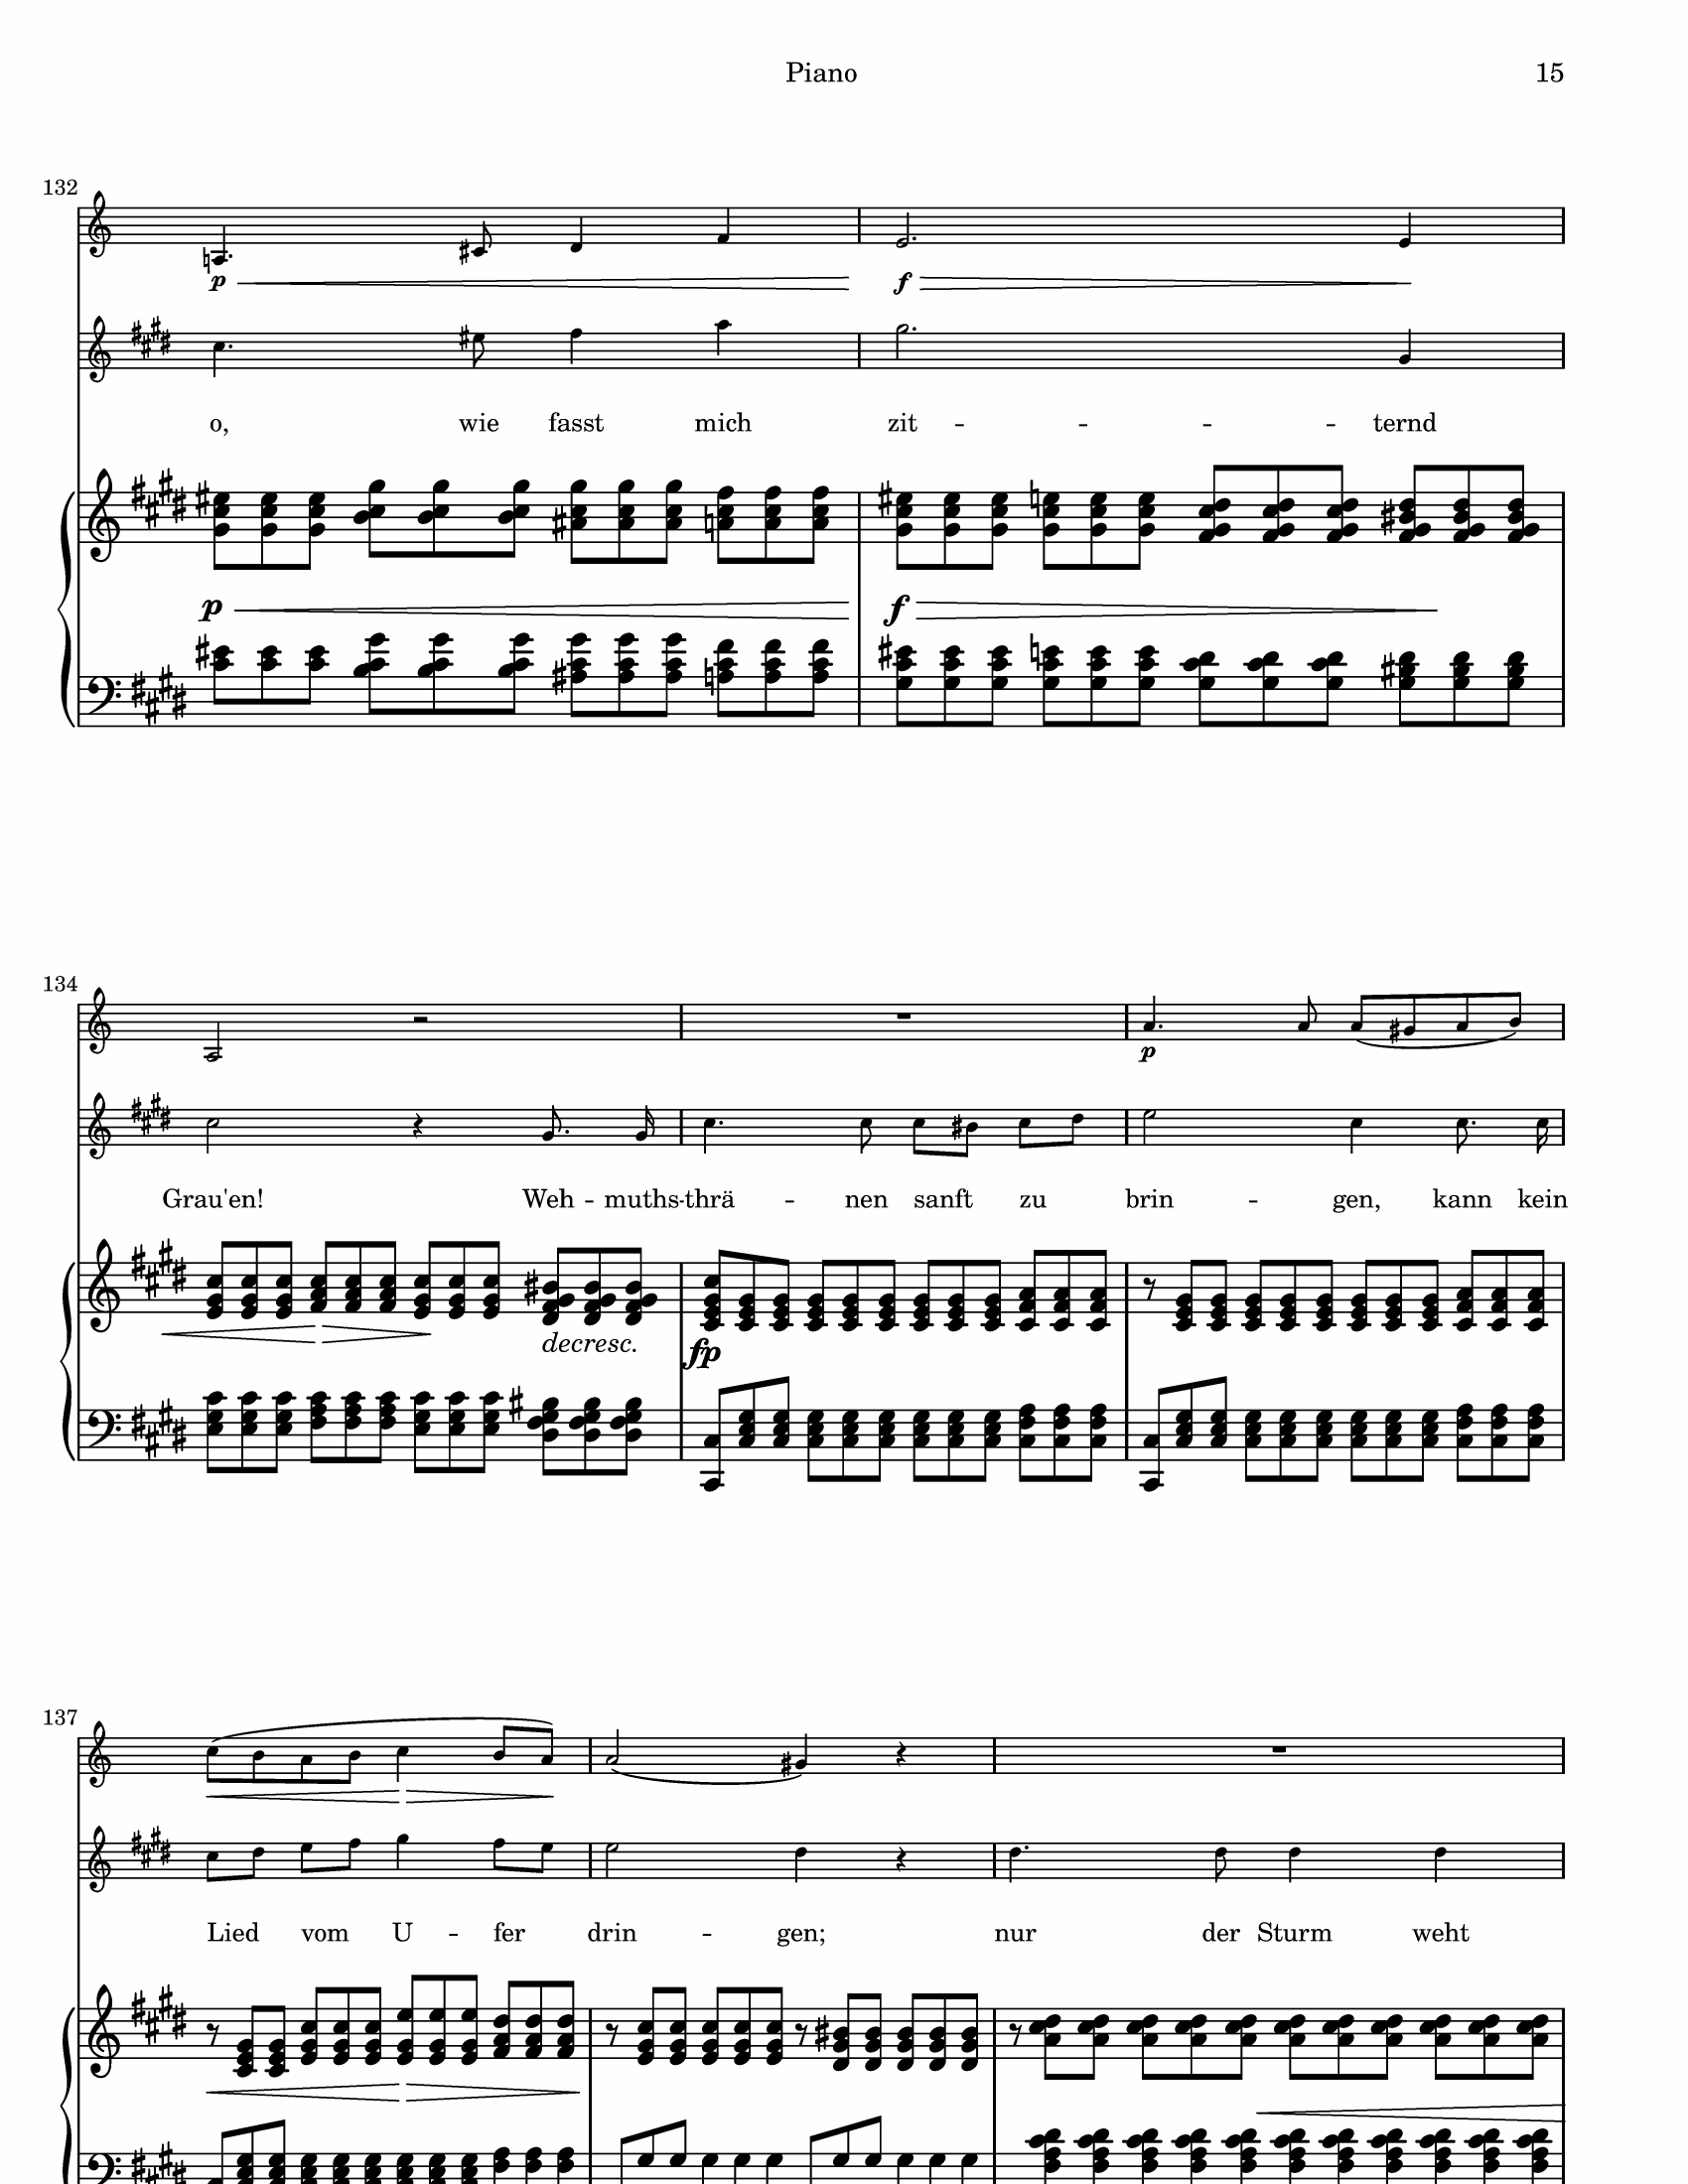 Piano 15
132
p f
o, wie fasst mich zit - - - - ternd
p f
134
p
Grau'en! Weh - muths - thrä - nen sanft zu brin - gen, kann kein
decresc. fp
137
Lied vom U - fer drin - gen; nur der Sturm weht